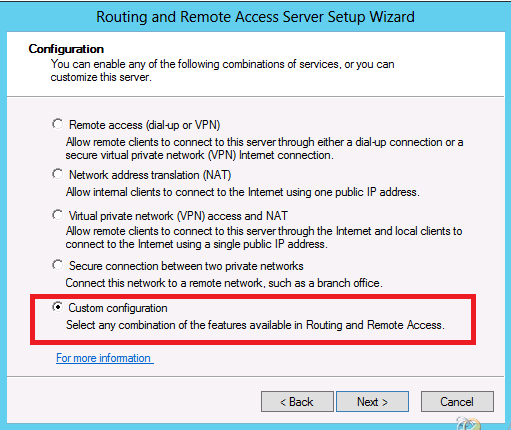 Routing and Remote Access Server Setup Wizard
Configuration
You can enable any of the following combinations of services, or you can
customize this server.
Remote access (dial-up or VPN)
Allow remote clients to connect to this server through either a dial-up connection or a
secure virtual private network (VPN) Internet connection.
Network address translation (NAT)
Allow internal clients to connect to the Internet using one public IP address.
Virtual private network (VPN) access and NAT
Allow remote clients to connect to this server through the Internet and local clients to
connect to the Internet using a single public IP address.
Secure connection between two private networks
Connect this network to a remote network, such as a branch office.
Custom configuration
Select any combination of the features available in Routing and Remote Access.
For more information
< Back Next > Cancel